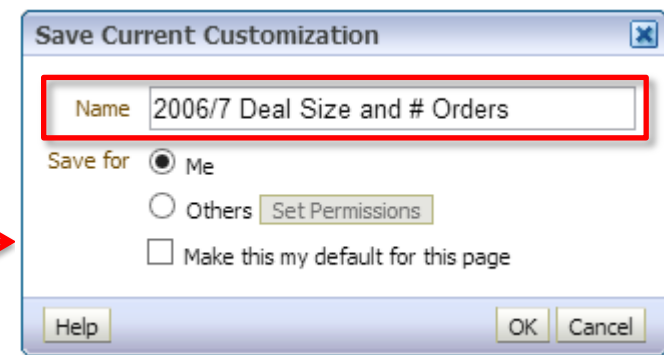 Save Current Customization
Name 2006/7 Deal Size and # Orders
Save for Me
Others Set Permissions
Make this my default for this page
Help OK Cancel